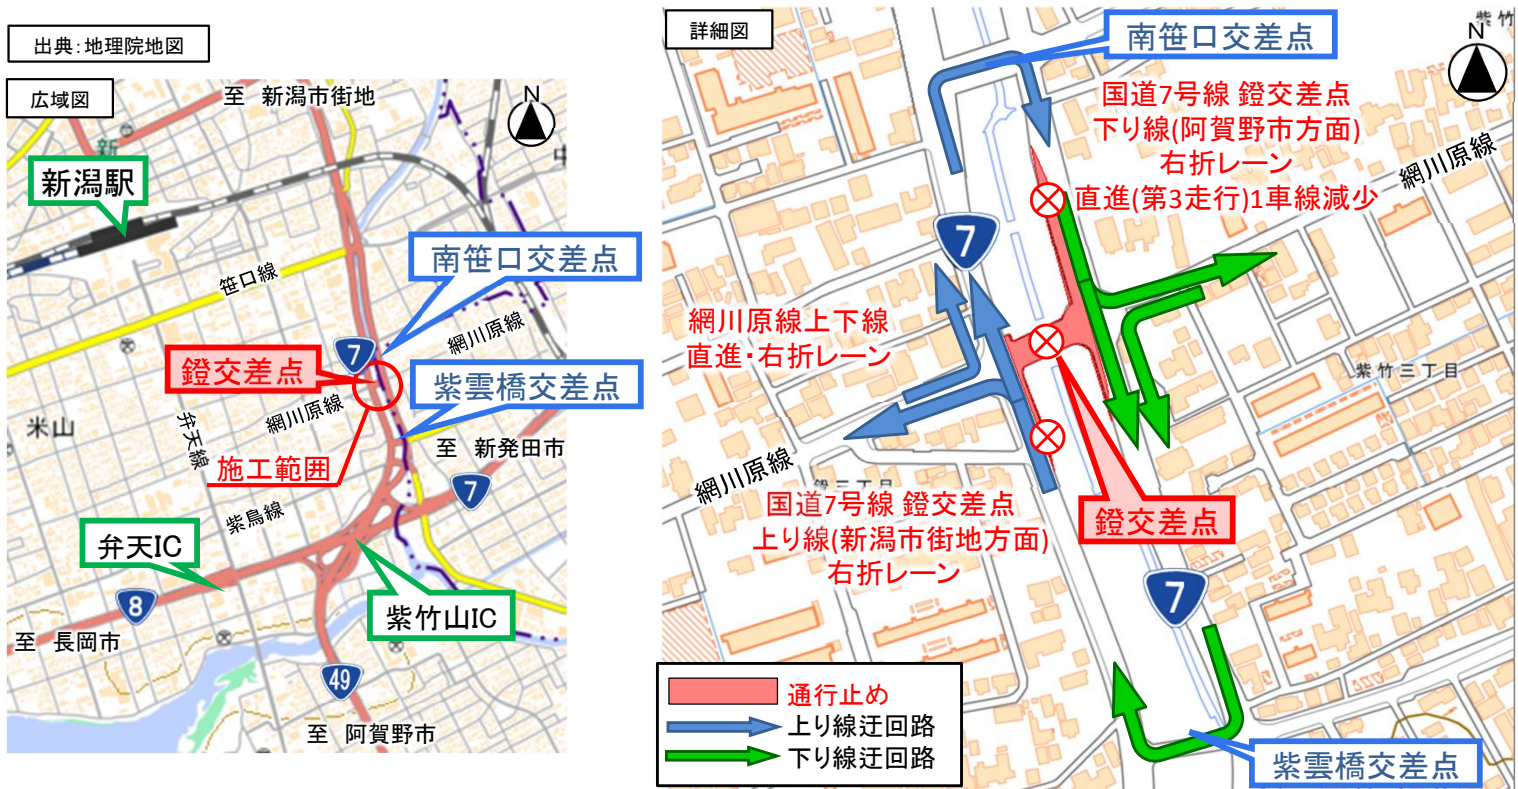 出典：地理院地図
広域図
至 新潟市街地
N
新
中
新潟駅
南笹口交差点
笹口線
網川原線
7
鐙交差点
紫雲橋交差点
網川原線
米山
弁天線
至 新発田市
施工範囲
7
紫鳥線
弁天IC
8
紫竹山IC
至 長岡市
49
至 阿賀野市
詳細図
南笹口交差点
紫竹
N
国道7号線 鐙交差点
下り線(阿賀野市方面)
右折レーン
直進(第3走行)1車線減少
網川原線
7
網川原線上下線
直進・右折レーン
紫竹三丁目
網川原線
鐙三丁目
国道7号線 鐙交差点
上り線(新潟市街地方面)
右折レーン
鐙交差点
7
通行止め
上り線迂回路
下り線迂回路
紫雲橋交差点